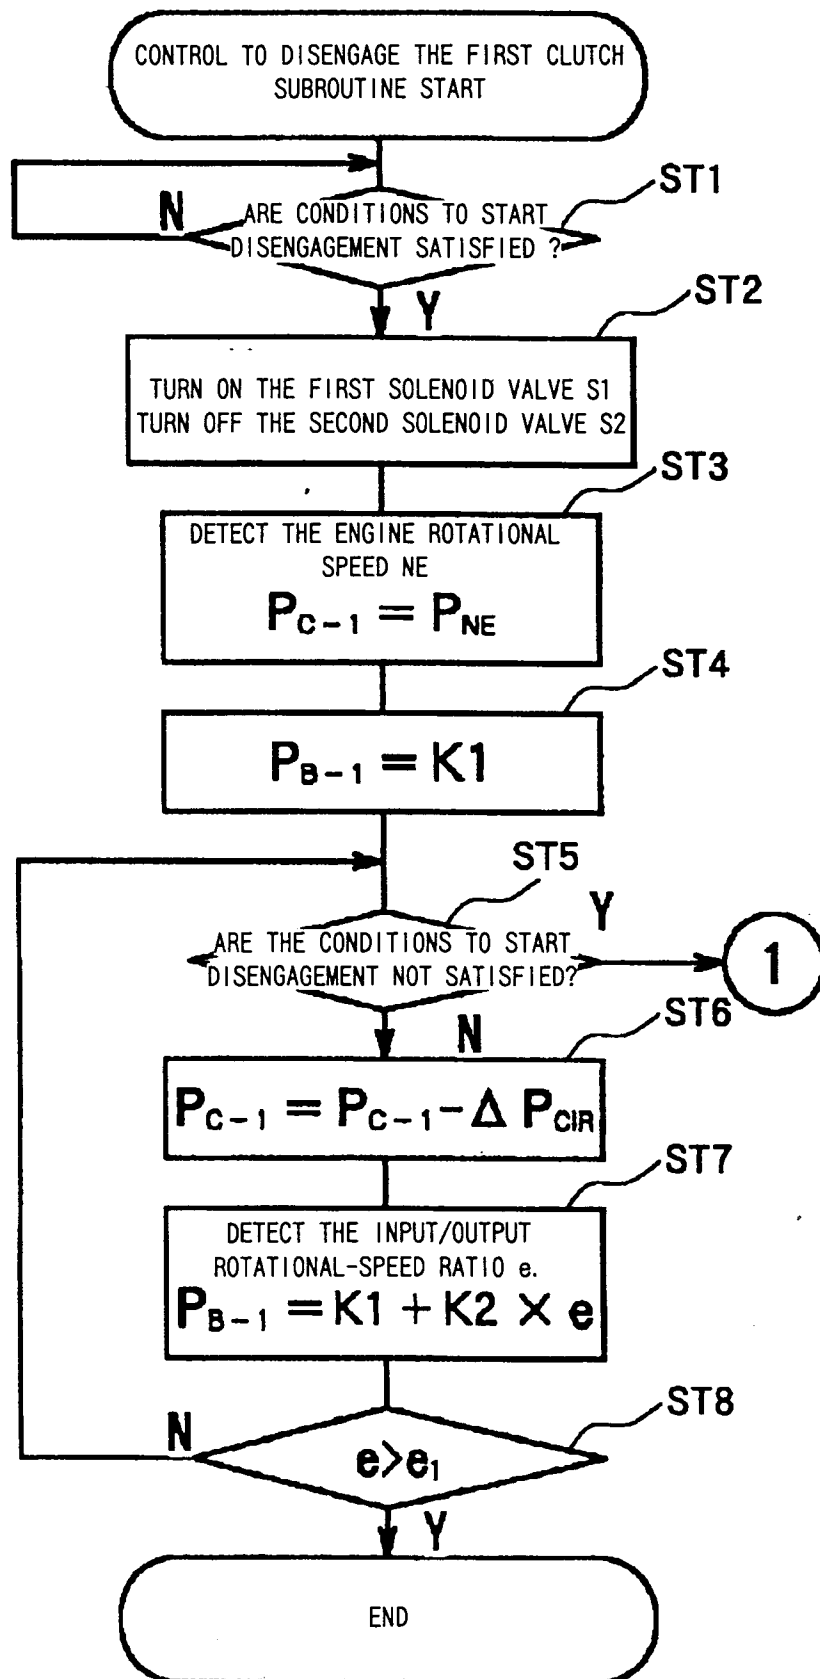 CONTROL TO DISENGAGE THE FIRST CLUTCH
SUBROUTINE START
ST1
N
ARE CONDITIONS TO START
DISENGAGEMENT SATISFIED ?
Y
ST2
TURN ON THE FIRST SOLENOID VALVE S1
TURN OFF THE SECOND SOLENOID VALVE S2
ST3
DETECT THE ENGINE ROTATIONAL
SPEED NE
PC-1 = PNE
ST4
PB-1 = K1
ST5
Y
ARE THE CONDITIONS TO START
DISENGAGEMENT NOT SATISFIED?
1
N
ST6
PC-1 = PC-1 - Δ PCIR
ST7
DETECT THE INPUT/OUTPUT
ROTATIONAL-SPEED RATIO e.
PB-1 = K1 + K2 × e
ST8
N
e>e1
Y
END